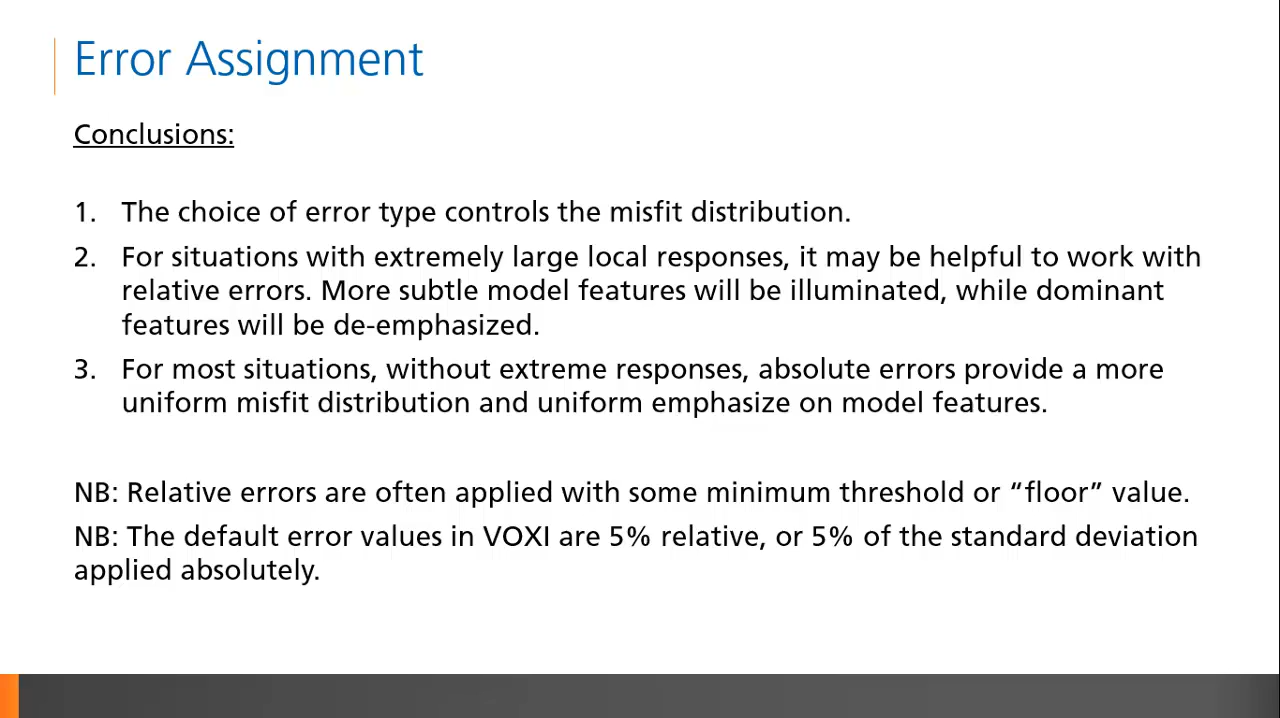 Error Assignment
Conclusions:
1. The choice of error type controls the misfit distribution.
2. For situations with extremely large local responses, it may be helpful to work with
relative errors. More subtle model features will be illuminated, while dominant
features will be de-emphasized.
3. For most situations, without extreme responses, absolute errors provide a more
uniform misfit distribution and uniform emphasize on model features.
NB: Relative errors are often applied with some minimum threshold or “floor” value.
NB: The default error values in VOXI are 5% relative, or 5% of the standard deviation
applied absolutely.